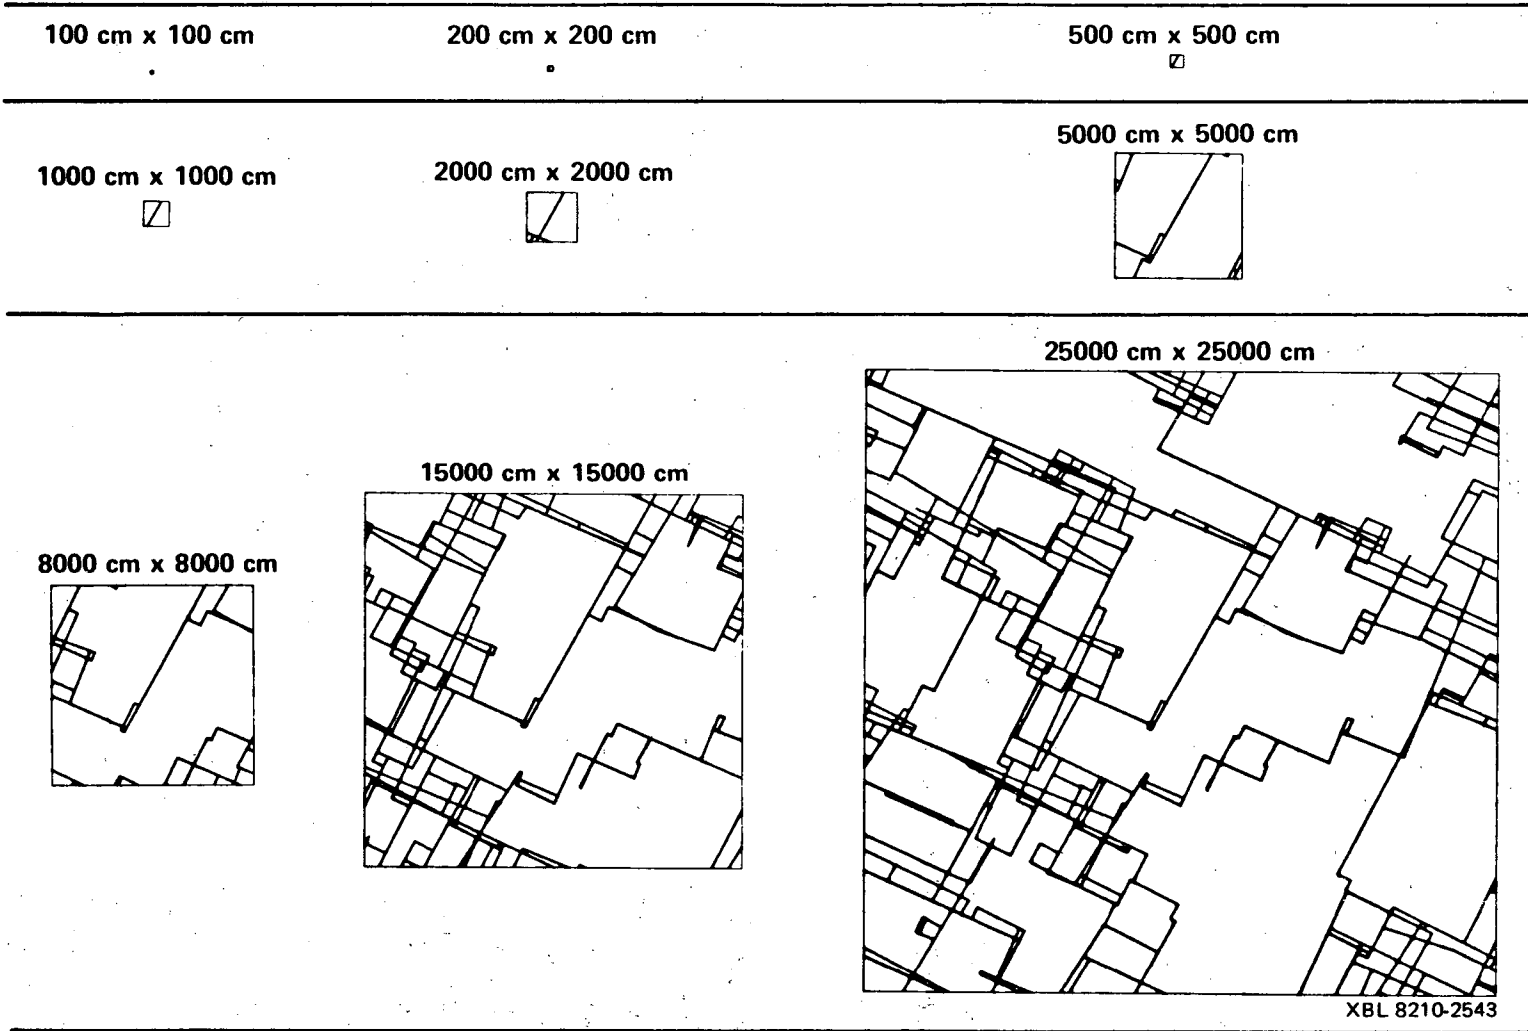 100 cm x 100 cm
200 cm x 200 cm
500 cm x 500 cm
1000 cm x 1000 cm
2000 cm x 2000 cm
5000 cm x 5000 cm
8000 cm x 8000 cm
15000 cm x 15000 cm
25000 cm x 25000 cm
XBL 8210-2543